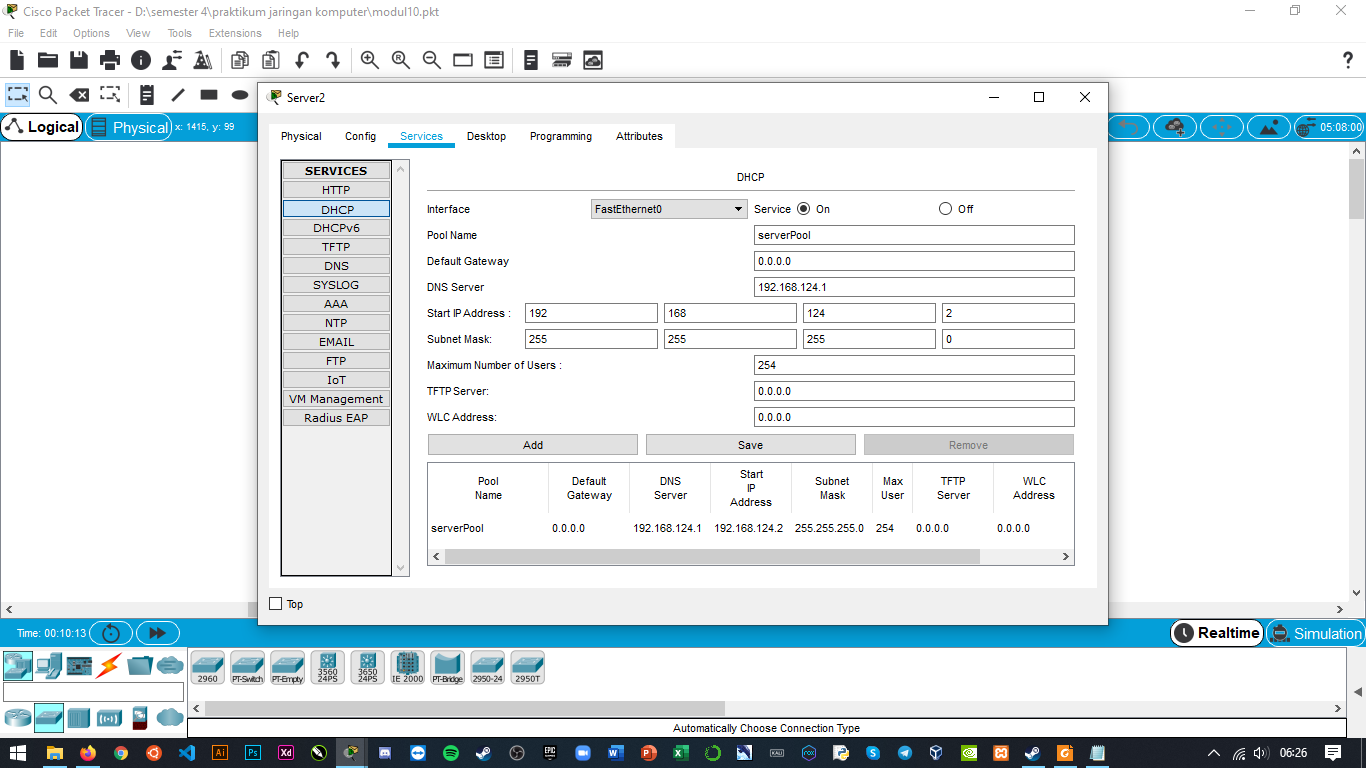 Cisco Packet Tracer - D:\semester 4\praktikum jaringan komputer\modul10.pkt
File Edit Options View Tools Extensions Help
Server2
Logical Physical x: 1415, y: 99
05:08:00
Physical Config Services Desktop Programming Attributes
SERVICES
HTTP
DHCP
DHCPv6
TFTP
DNS
SYSLOG
AAA
NTP
EMAIL
FTP
IoT
VM Management
Radius EAP
DHCP
Interface FastEthernet0 Service On Off
Pool Name serverPool
Default Gateway 0.0.0.0
DNS Server 192.168.124.1
Start IP Address : 192 168 124 2
Subnet Mask: 255 255 255 0
Maximum Number of Users : 254
TFTP Server: 0.0.0.0
WLC Address: 0.0.0.0
Add Save Remove
Pool Name Default Gateway DNS Server Start IP Address Subnet Mask Max User TFTP Server WLC Address
serverPool 0.0.0.0 192.168.124.1 192.168.124.2 255.255.255.0 254 0.0.0.0 0.0.0.0
Top
Time: 00:10:13
Realtime Simulation
2960 PT-Switch PT-Empty 3560 24PS 3650 24PS IE 2000 PT-Bridge 2950-24 2950T
Automatically Choose Connection Type
06:26